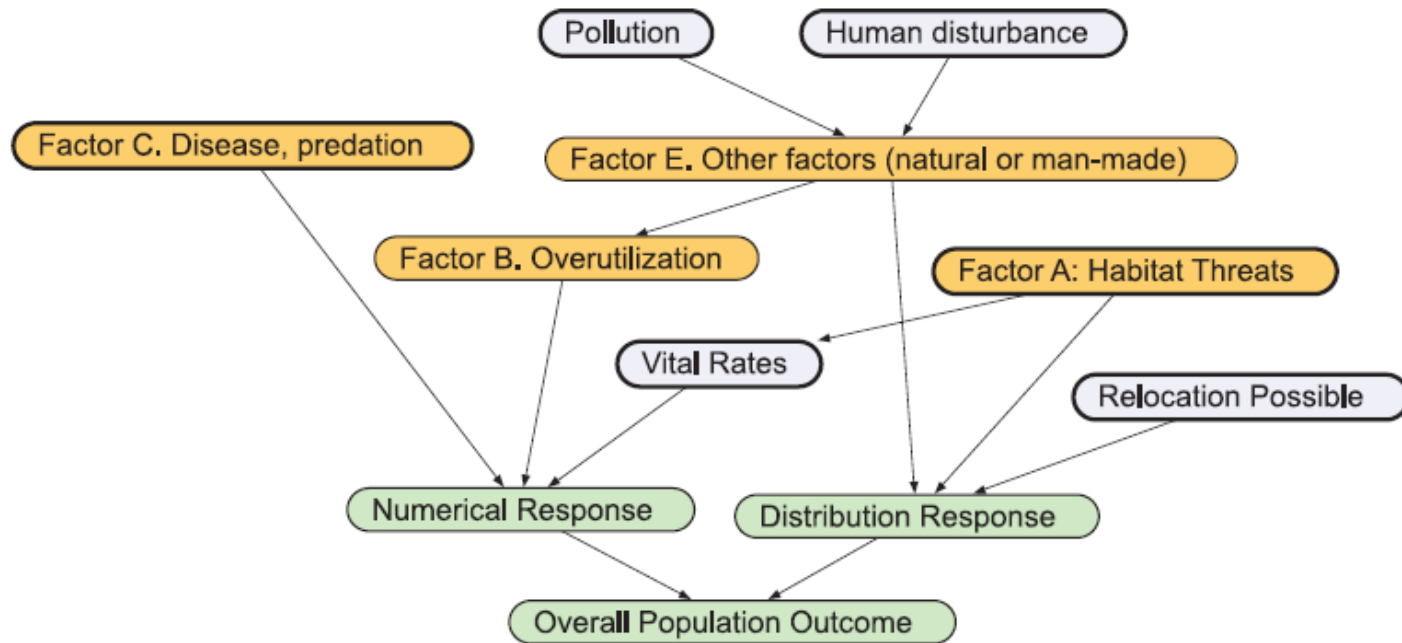 Pollution
Human disturbance
Factor C. Disease, predation
Factor E. Other factors (natural or man-made)
Factor B. Overutilization
Factor A: Habitat Threats
Vital Rates
Relocation Possible
Numerical Response
Distribution Response
Overall Population Outcome